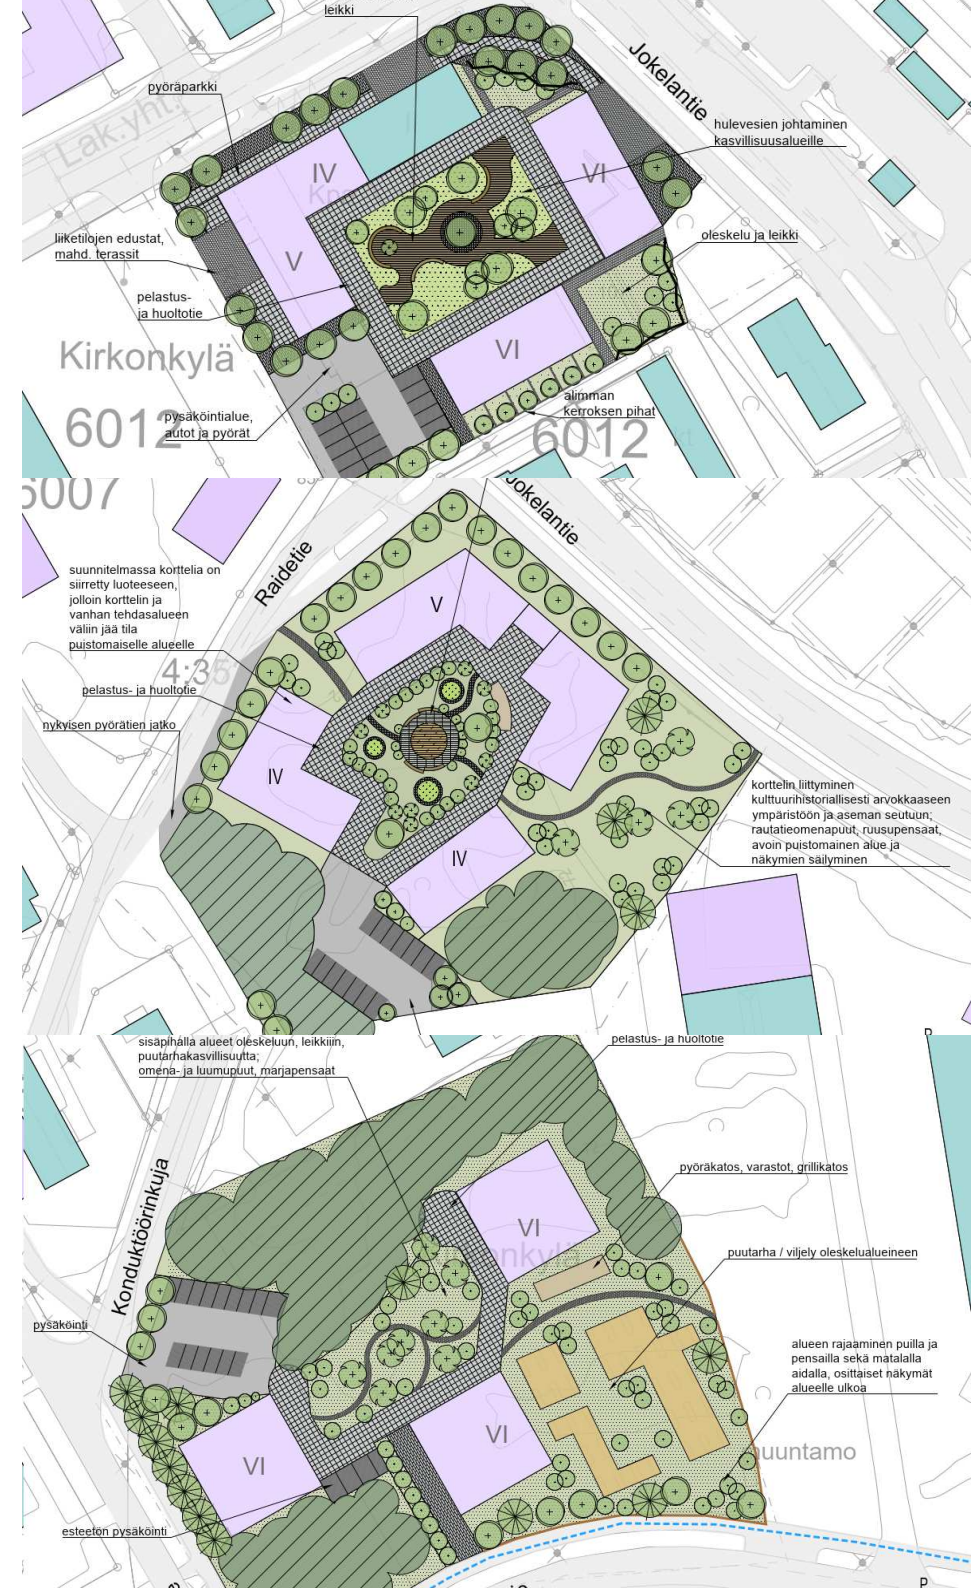 leikki
Jokelantie
pyöräparkki
Lak.yht.
hulevesien johtaminen
kasvillisuusalueille
IV
VI
liiketilojen edustat,
mahd. terassit
oleskelu ja leikki
V
pelastus-
ja huoltotie
Kirkonkylä
VI
alimman
kerroksen pihat
6012
pysäköintialue,
autot ja pyörät
6012
6007
Jokelantie
Raidetie
suunnitelmassa korttelia on
siirretty luoteeseen,
jolloin korttelin ja
vanhan tehdasalueen
väliin jää tila
puistomaiselle alueelle
V
4:35
pelastus- ja huoltotie
nykyisen pyörätien jatko
IV
korttelin liittyminen
kulttuurihistoriallisesti arvokkaaseen
ympäristöön ja aseman seutuun;
rautatieomenapuut, ruusupensaat,
avoin puistomainen alue ja
näkymien säilyminen
IV
sisäpihalla alueet oleskeluun, leikkiin,
puutarhakasvillisuutta;
omena- ja luumupuut, marjapensaat
pelastus- ja huoltotie
Konduktöörinkuja
pyöräkatos, varastot, grillikatos
VI
puutarha / viljely oleskelualueineen
pysäköinti
alueen rajaaminen puilla ja
pensailla sekä matalalla
aidalla, osittaiset näkymät
alueelle ulkoa
VI
VI
huuntamo
esteetön pysäköinti
P